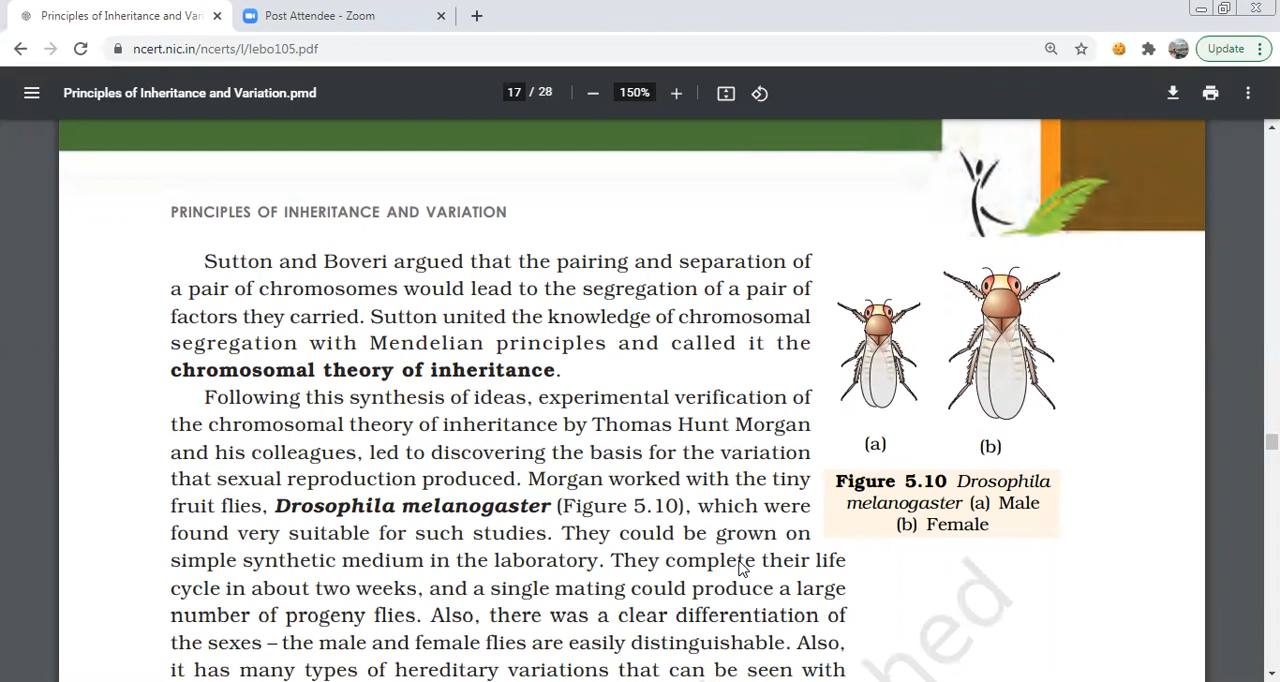 Principles of Inheritance and Var
Post Attendee - Zoom
ncert.nic.in/ncerts/l/lebo105.pdf
Update
Principles of Inheritance and Variation.pmd
17 / 28
150%
PRINCIPLES OF INHERITANCE AND VARIATION
Sutton and Boveri argued that the pairing and separation of
a pair of chromosomes would lead to the segregation of a pair of
factors they carried. Sutton united the knowledge of chromosomal
segregation with Mendelian principles and called it the
chromosomal theory of inheritance.
Following this synthesis of ideas, experimental verification of
the chromosomal theory of inheritance by Thomas Hunt Morgan
and his colleagues, led to discovering the basis for the variation
that sexual reproduction produced. Morgan worked with the tiny
fruit flies, Drosophila melanogaster (Figure 5.10), which were
found very suitable for such studies. They could be grown on
simple synthetic medium in the laboratory. They complete their life
cycle in about two weeks, and a single mating could produce a large
number of progeny flies. Also, there was a clear differentiation of
the sexes – the male and female flies are easily distinguishable. Also,
it has many types of hereditary variations that can be seen with
(a)
(b)
Figure 5.10 Drosophila
melanogaster (a) Male
(b) Female
hed